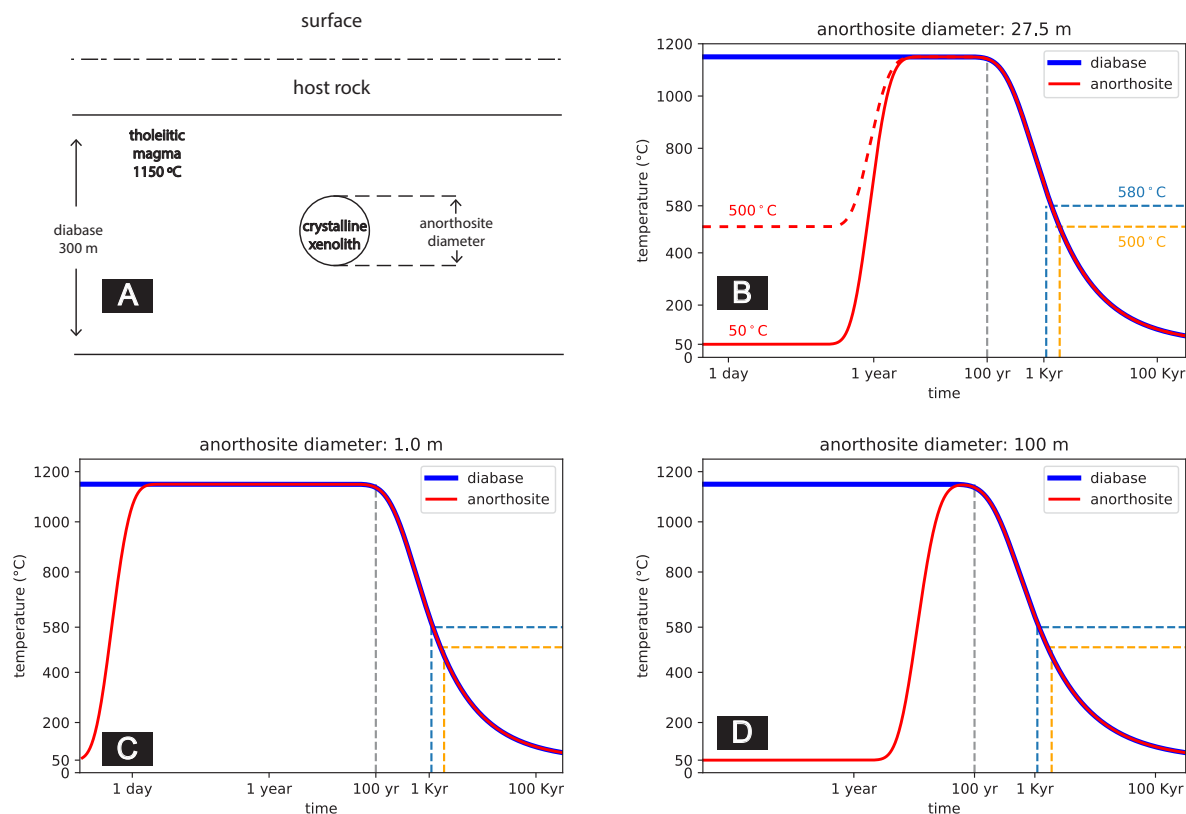 surface
host rock
tholeiitic
magma
1150 ºC
diabase
300 m
crystalline
xenolith
anorthosite
diameter
A
anorthosite diameter: 27.5 m
temperature (°C)
1200
1000
800
580
400
200
50
0
diabase
anorthosite
500°C
50°C
580°C
500°C
B
1 day
1 year
100 yr
1 Kyr
100 Kyr
time
anorthosite diameter: 1.0 m
temperature (°C)
1200
1000
800
580
400
200
50
0
diabase
anorthosite
C
1 day
1 year
100 yr
1 Kyr
100 Kyr
time
anorthosite diameter: 100 m
temperature (°C)
1200
1000
800
580
400
200
50
0
diabase
anorthosite
D
1 year
100 yr
1 Kyr
100 Kyr
time